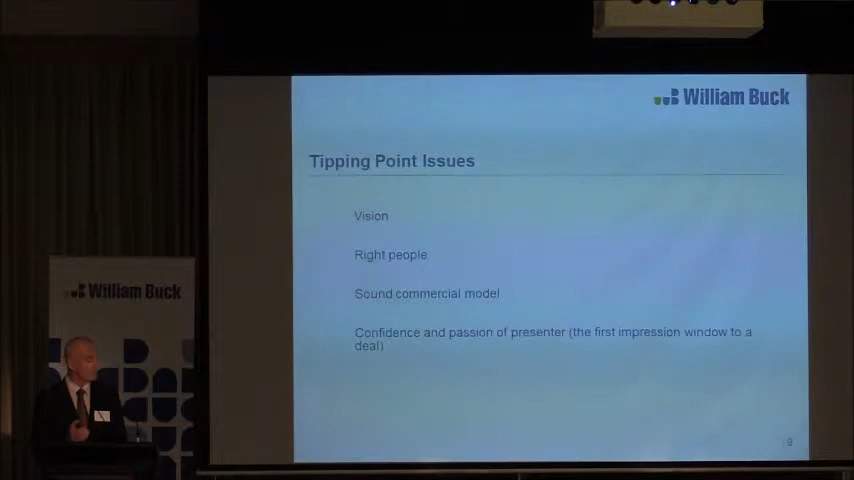 William Buck
Tipping Point Issues
Vision
Right people
Sound commercial model
Confidence and passion of presenter (the first impression window to a
deal)
William Buck